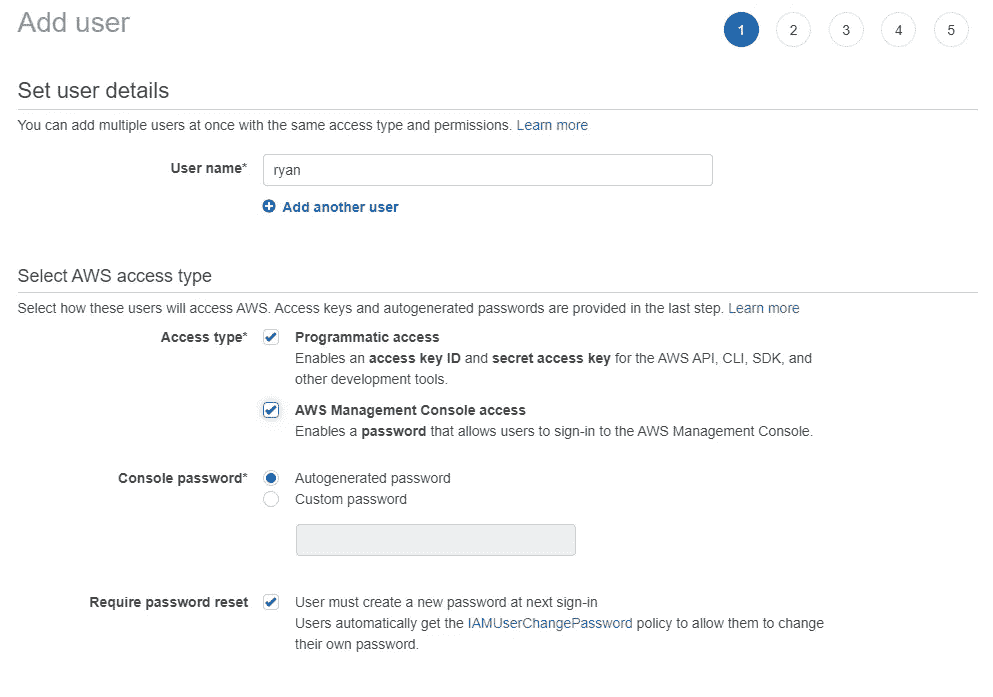 Add user
1 2 3 4 5
Set user details
You can add multiple users at once with the same access type and permissions. Learn more
User name* ryan
Add another user
Select AWS access type
Select how these users will access AWS. Access keys and autogenerated passwords are provided in the last step. Learn more
Access type* Programmatic access
Enables an access key ID and secret access key for the AWS API, CLI, SDK, and
other development tools.
AWS Management Console access
Enables a password that allows users to sign-in to the AWS Management Console.
Console password* Autogenerated password
Custom password
Require password reset User must create a new password at next sign-in
Users automatically get the IAMUserChangePassword policy to allow them to change
their own password.